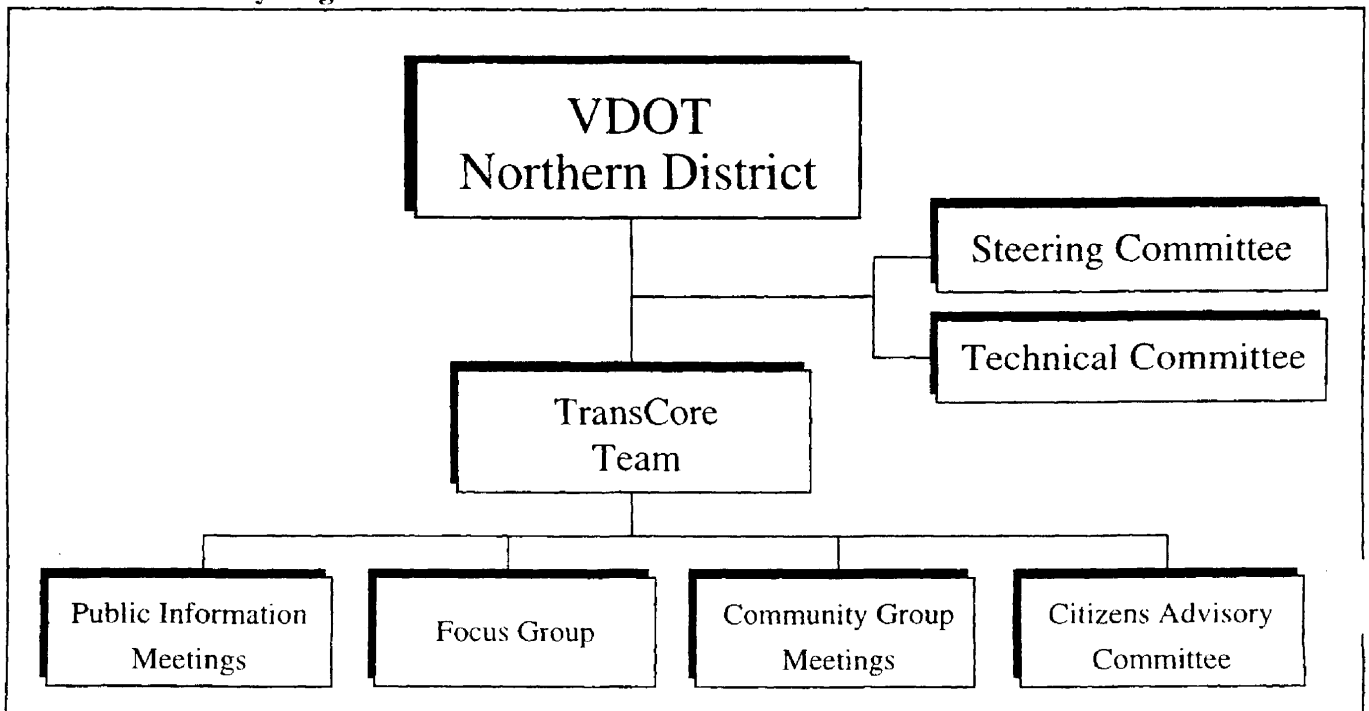 VDOT
Northern District
Steering Committee
Technical Committee
TransCore
Team
Public Information
Meetings
Focus Group
Community Group
Meetings
Citizens Advisory
Committee